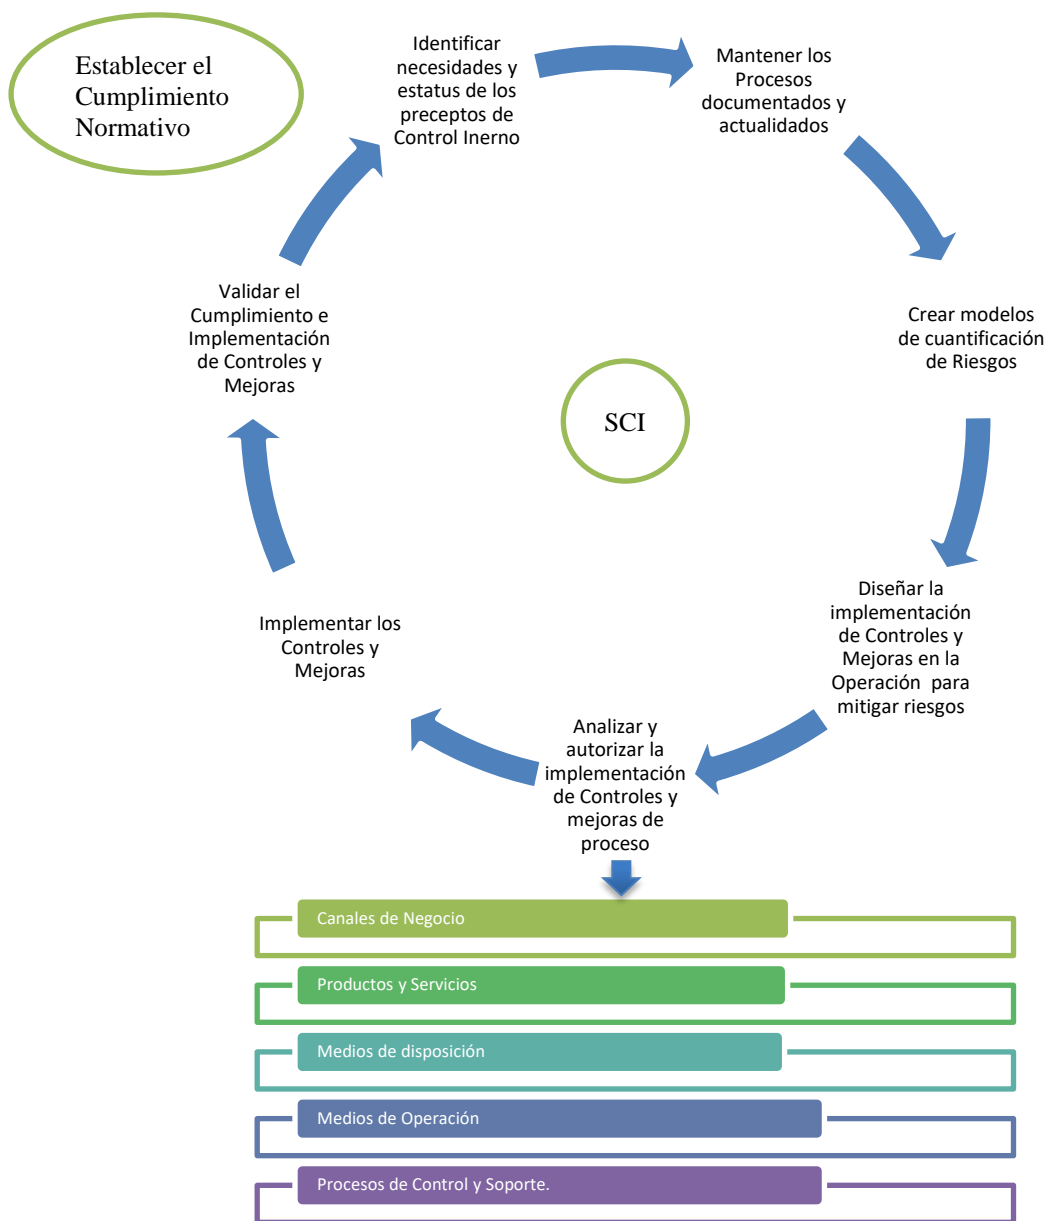 Establecer el
Cumplimiento
Normativo
Identificar
necesidades y
estatus de los
preceptos de
Control Inerno
Mantener los
Procesos
documentados y
actualidados
Crear modelos
de cuantificación
de Riesgos
Diseñar la
implementación
de Controles y
Mejoras en la
Operación para
mitigar riesgos
Analizar y
autorizar la
implementación
de Controles y
mejoras de
proceso
Implementar los
Controles y
Mejoras
Validar el
Cumplimiento e
Implementación
de Controles y
Mejoras
SCI
Canales de Negocio
Productos y Servicios
Medios de disposición
Medios de Operación
Procesos de Control y Soporte.